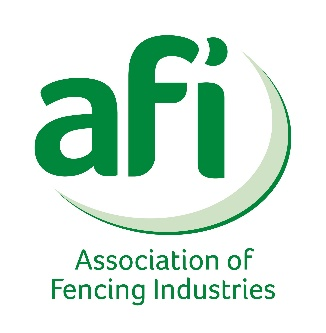 afi
Association of
Fencing Industries